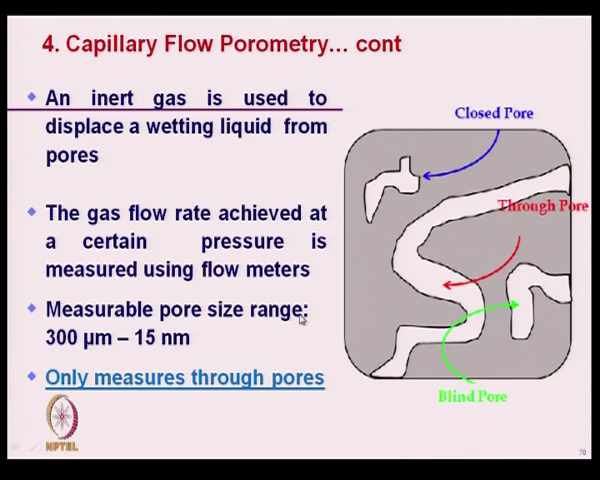 4. Capillary Flow Porometry… cont
An inert gas is used to
displace a wetting liquid from
pores
The gas flow rate achieved at
a certain pressure is
measured using flow meters
Measurable pore size range:
300 µm – 15 nm
Only measures through pores
Closed Pore
Through Pore
Blind Pore
NPTEL
70